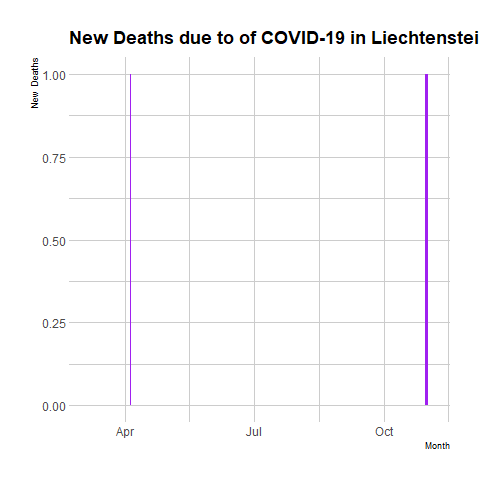 New Deaths due to of COVID-19 in Liechtenstei
New Deaths
1.00
0.75
0.50
0.25
0.00
Apr
Jul
Oct
Month